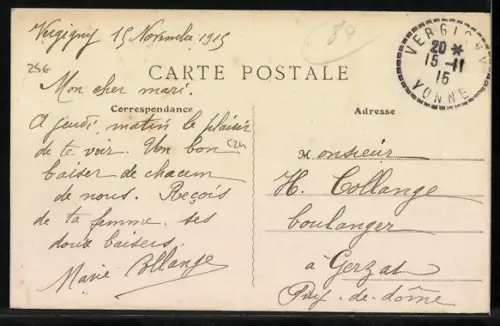 Vergigny 15 Novembre 1915
256
39
VERGIGNY
20 *
15 -11
15
YONNE
CARTE POSTALE
Correspondance
Adresse
Mon cher mari.
A jeudi matin le plaisir
de te voir. Un bon
baiser de chacun
de nous. Reçois
de ta femme ses
doux baisers
Marie Collange
Monsieur
H. Collange
boulanger
a Gerzat
Puy-de-dôme